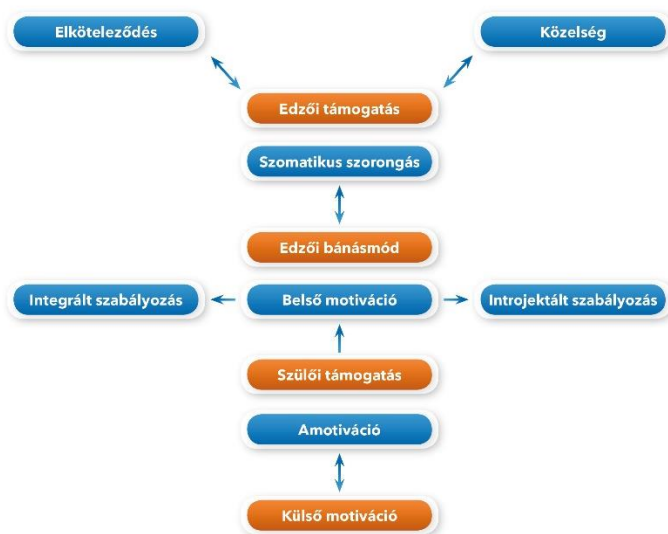 Elköteleződés
Közelség
Edzői támogatás
Szomatikus szorongás
Edzői bánásmód
Integrált szabályozás
Belső motiváció
Introjektált szabályozás
Szülői támogatás
Amotiváció
Külső motiváció